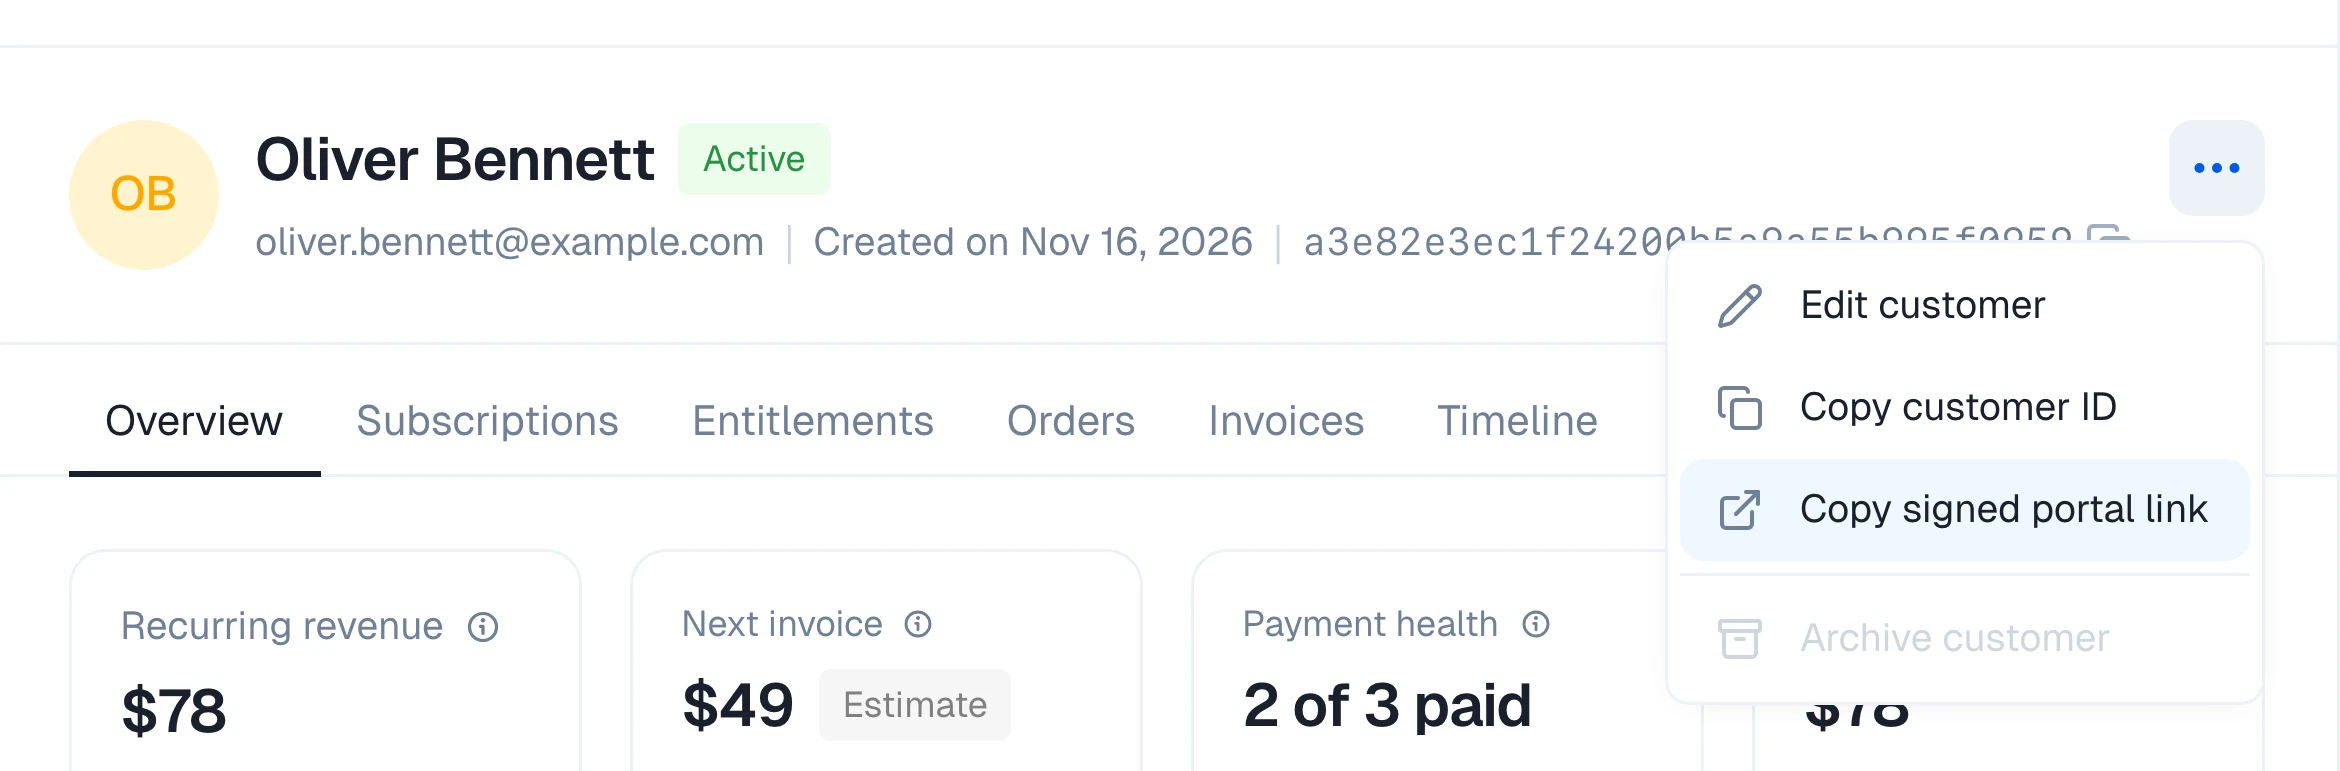 OB
Oliver Bennett Active
oliver.bennett@example.com | Created on Nov 16, 2026 | a3e82e3ec1f24200b5a9a55b995f0959
Edit customer
Copy customer ID
Copy signed portal link
Archive customer
Overview Subscriptions Entitlements Orders Invoices Timeline
Recurring revenue
$78
Next invoice
$49 Estimate
Payment health
2 of 3 paid
$78